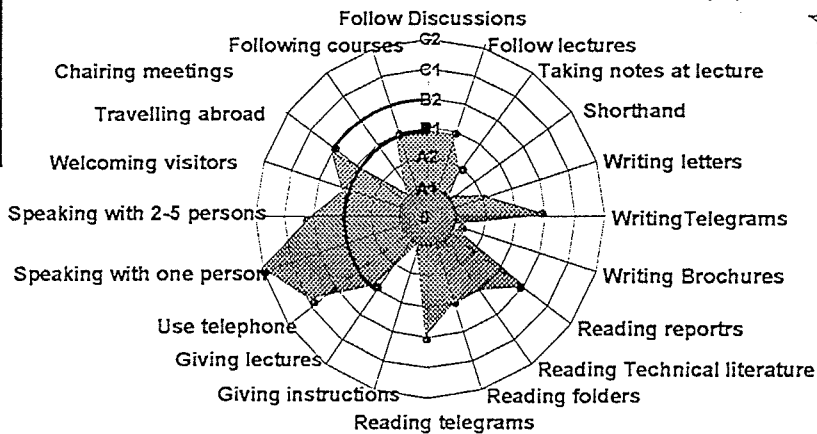 Follow Discussions
Following courses
C2
Follow lectures
Chairing meetings
C1
Taking notes at lecture
Travelling abroad
B2
Shorthand
Welcoming visitors
A2
Writing letters
Speaking with 2-5 persons
0
WritingTelegrams
Speaking with one person
Writing Brochures
Use telephone
Reading reportrs
Giving lectures
Reading Technical literature
Giving instructions
Reading folders
Reading telegrams